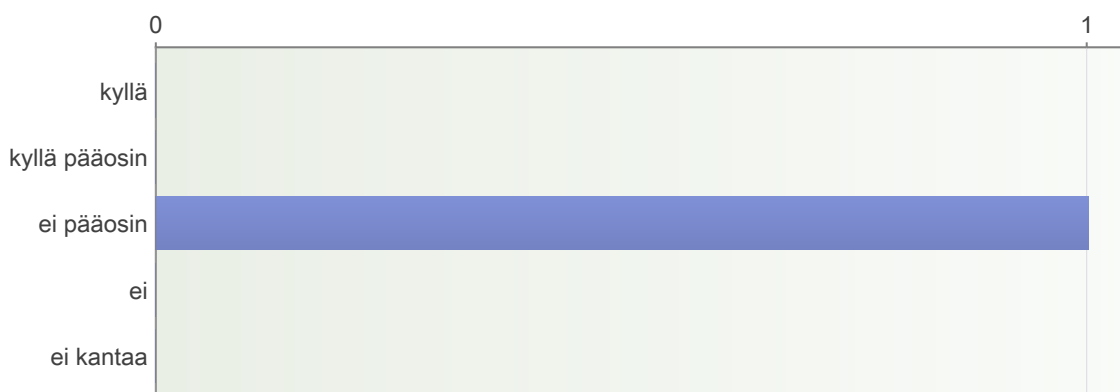 0 1
kyllä
kyllä pääosin
ei pääosin
ei
ei kantaa